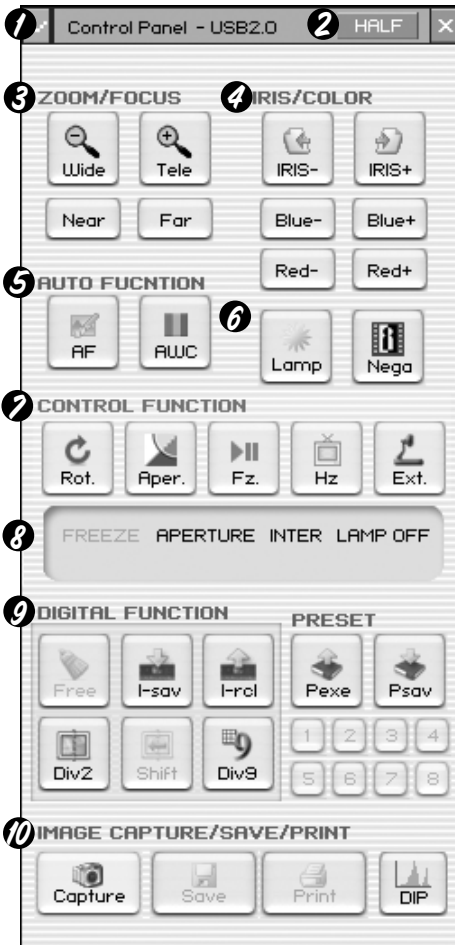 1 Control Panel - USB2.0 2 HALF ×
3 ZOOM/FOCUS 4 IRIS/COLOR
Wide Tele IRIS- IRIS+
Near Far Blue- Blue+
Red- Red+
5 AUTO FUCNTION 6
AF AWC Lamp Nega
7 CONTROL FUNCTION
Rot. Aper. Fz. Hz Ext.
8 FREEZE APERTURE INTER LAMP OFF
9 DIGITAL FUNCTION PRESET
Free I-sav I-rcl Pexe Psav
1 2 3 4
Div2 Shift Div9 5 6 7 8
10 IMAGE CAPTURE/SAVE/PRINT
Capture Save Print DIP